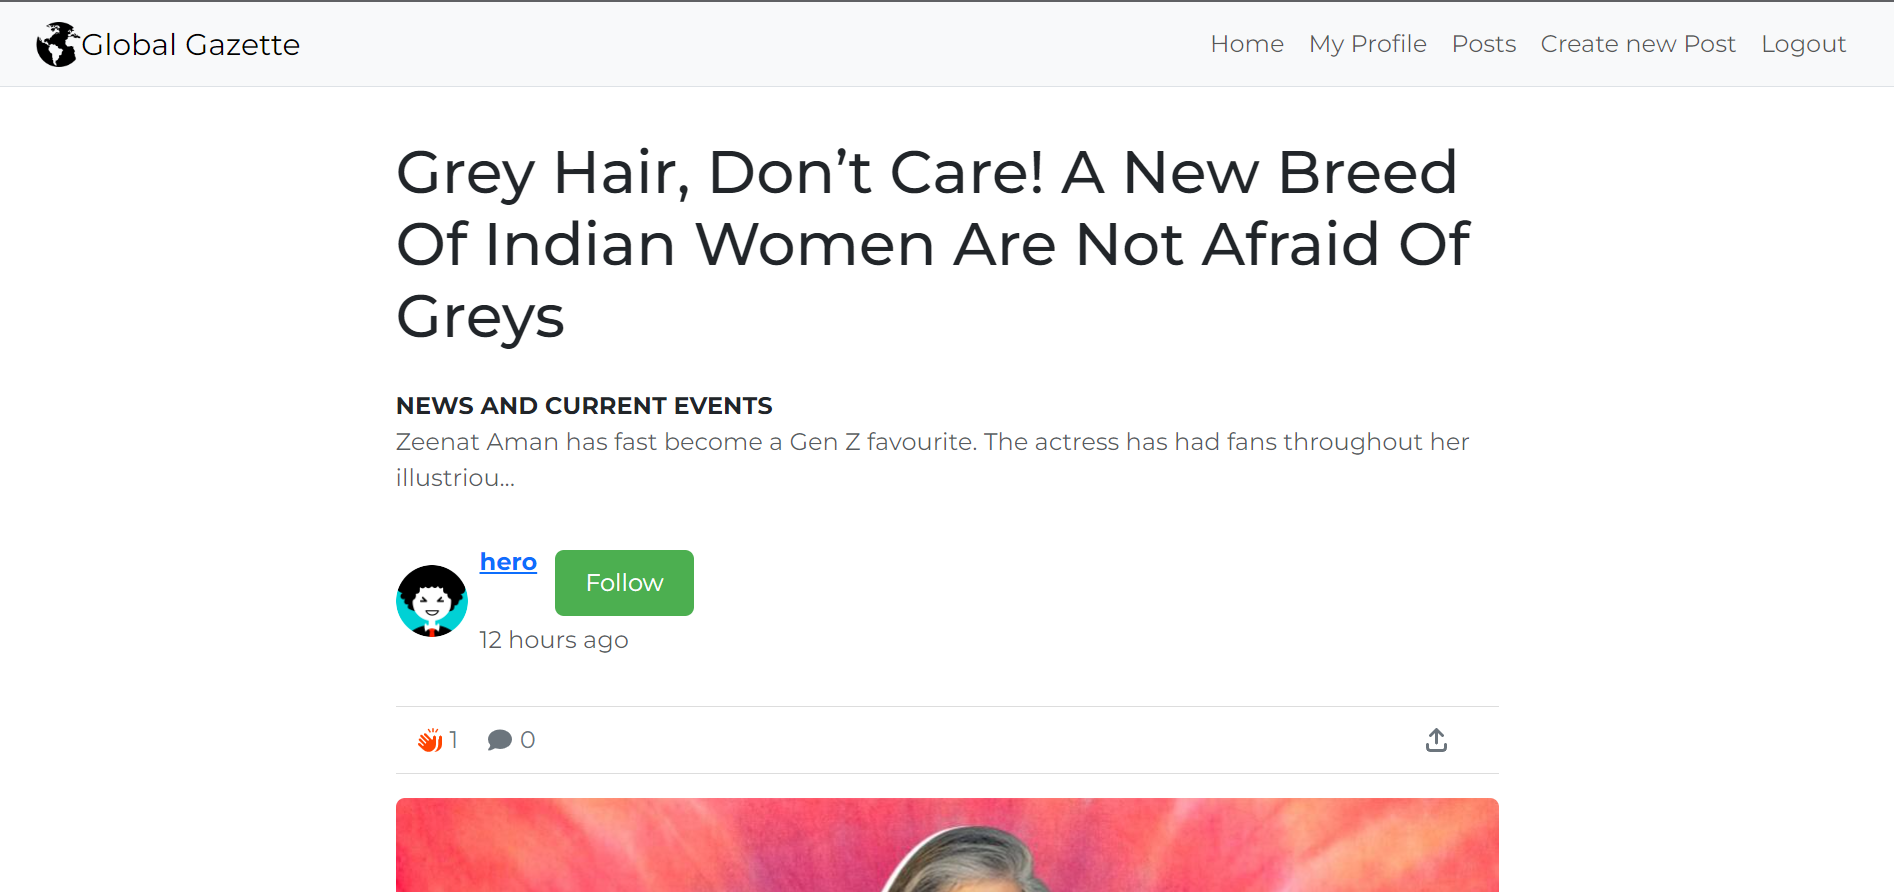 Global Gazette
Home My Profile Posts Create new Post Logout
Grey Hair, Don’t Care! A New Breed
Of Indian Women Are Not Afraid Of
Greys
NEWS AND CURRENT EVENTS
Zeenat Aman has fast become a Gen Z favourite. The actress has had fans throughout her
illustriou...
hero
Follow
12 hours ago
1 0